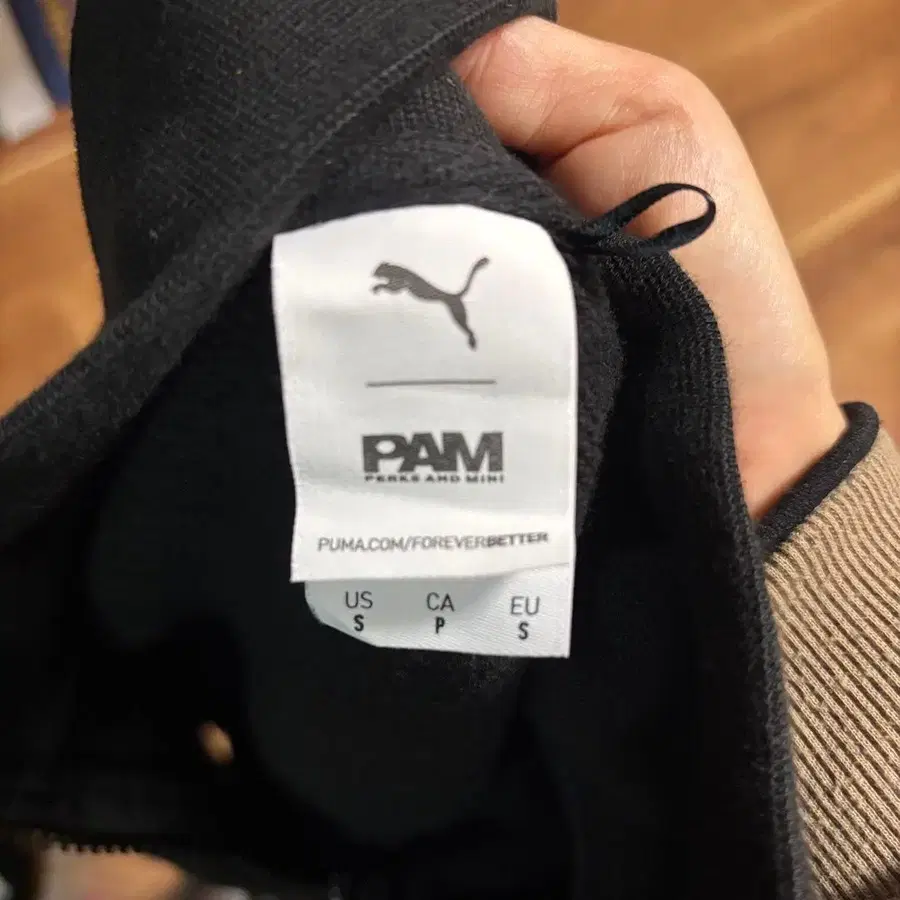 PAM
PERKS AND MINI
PUMA.COM/FOREVERBETTER
US CA EU
S P S